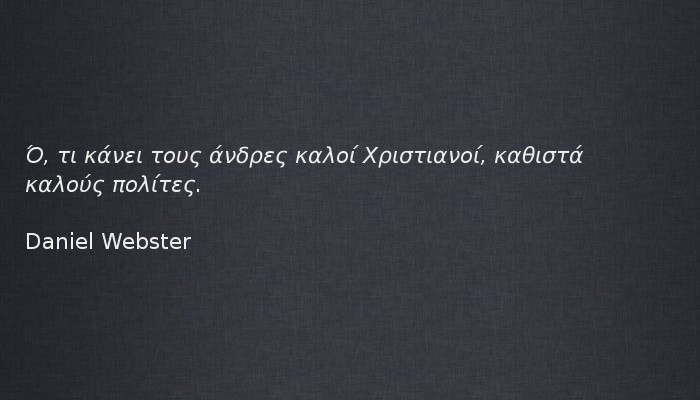 Ό, τι κάνει τους άνδρες καλοί Χριστιανοί, καθιστά
καλούς πολίτες.
Daniel Webster